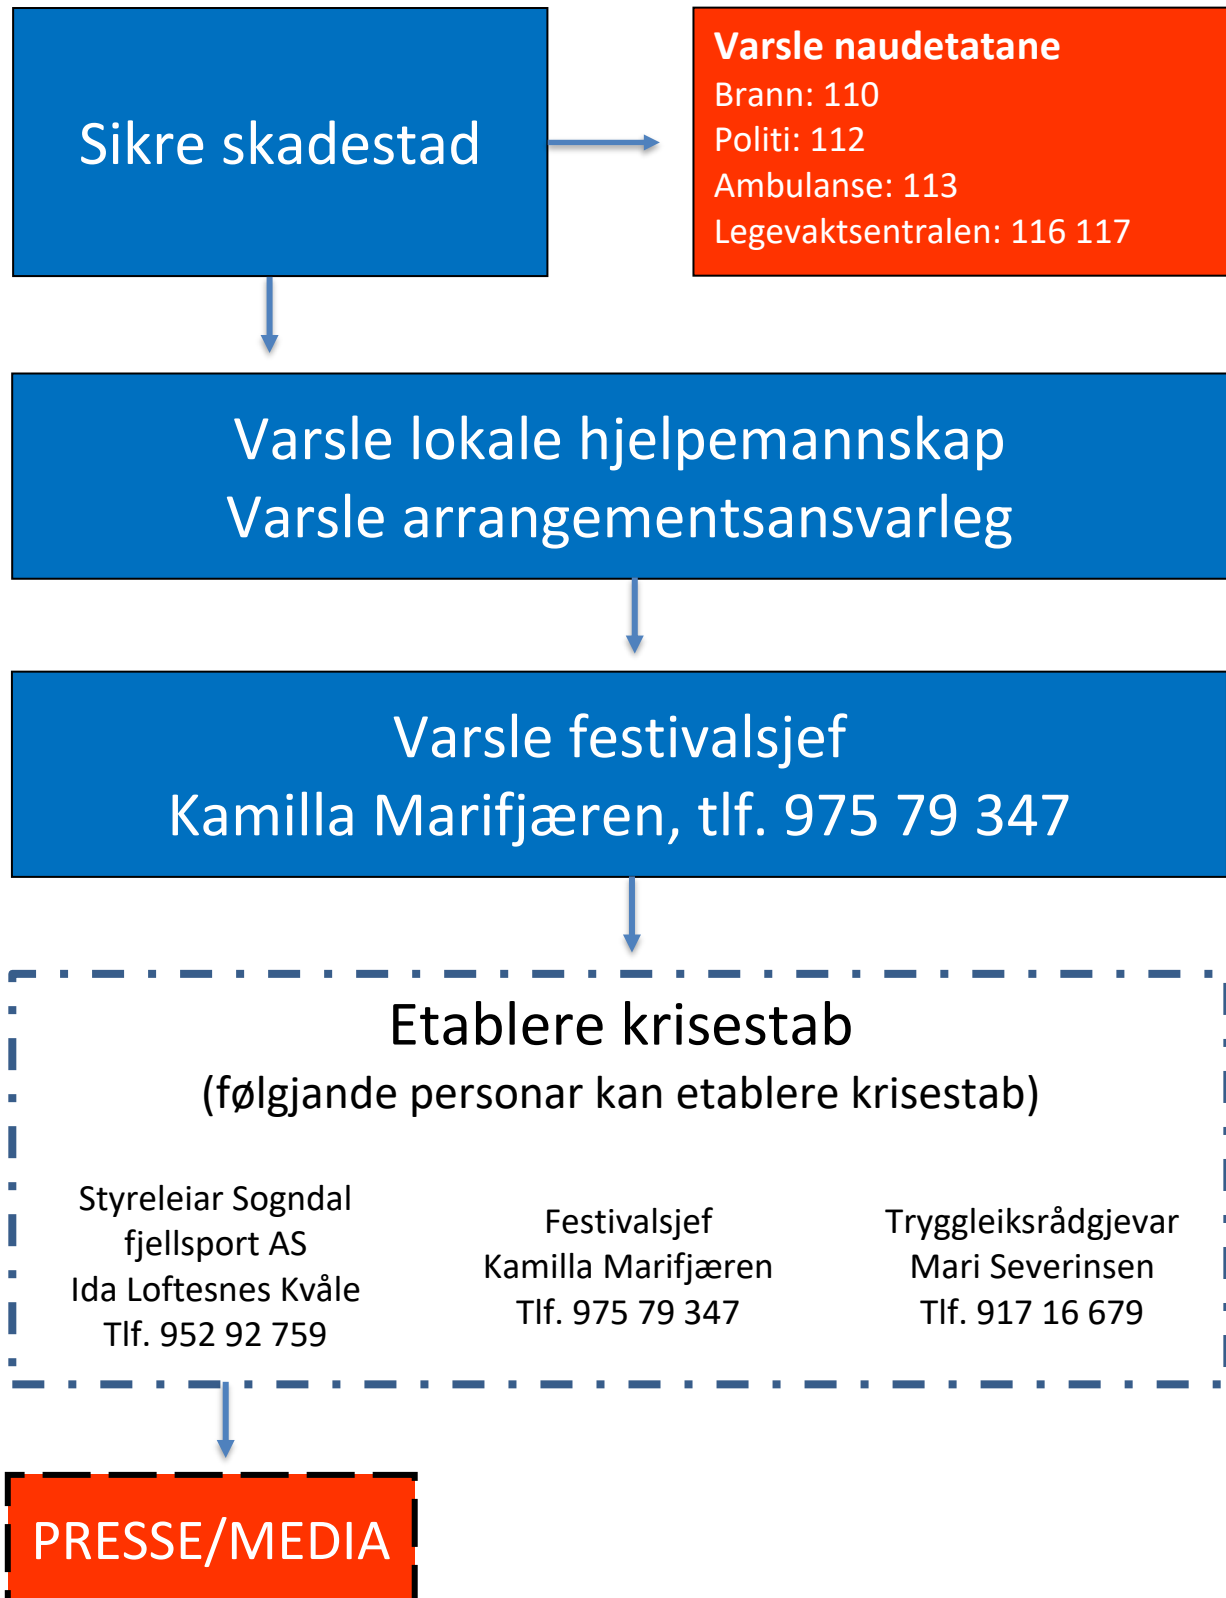 Sikre skadestad
Varsle naudetatane
Brann: 110
Politi: 112
Ambulanse: 113
Legevaktsentralen: 116 117
Varsle lokale hjelpemannskap
Varsle arrangementsansvarleg
Varsle festivalsjef
Kamilla Marifjæren, tlf. 975 79 347
Etablere krisestab
(følgjande personar kan etablere krisestab)
Styreleiar Sogndal
fjellsport AS
Ida Loftesnes Kvåle
Tlf. 952 92 759
Festivalsjef
Kamilla Marifjæren
Tlf. 975 79 347
Tryggleiksrådgjevar
Mari Severinsen
Tlf. 917 16 679
PRESSE/MEDIA